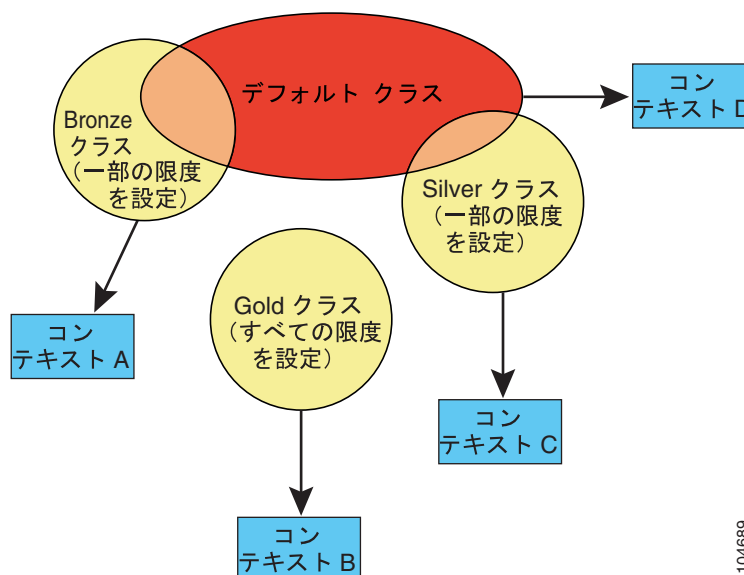 デフォルト クラス
コン
テキスト D
Bronze
クラス
(一部の限度
を設定)
Silver クラス
(一部の限度
を設定)
Gold クラス
(すべての限度
を設定)
コン
テキスト A
コン
テキスト C
コン
テキスト B
104689